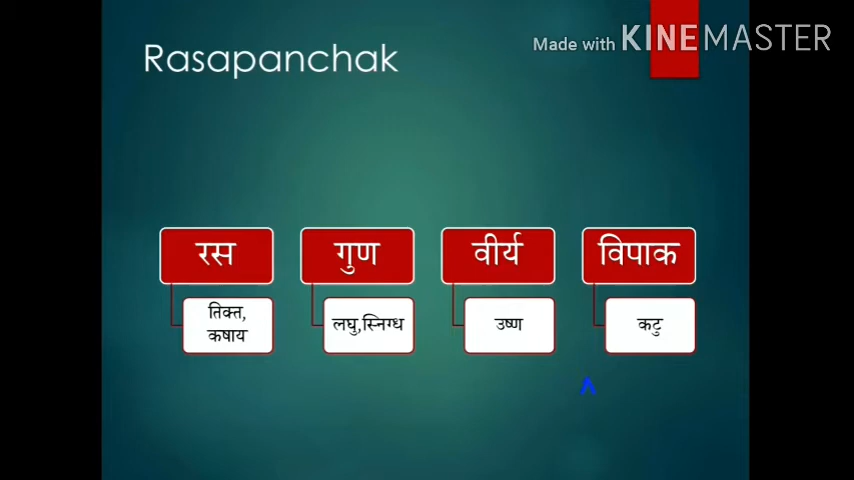 Made with KINEMASTER
Rasapanchak
रस
गुण
वीर्य
विपाक
तिक्त,
कषाय
लघु,स्निग्ध
उष्ण
कटु